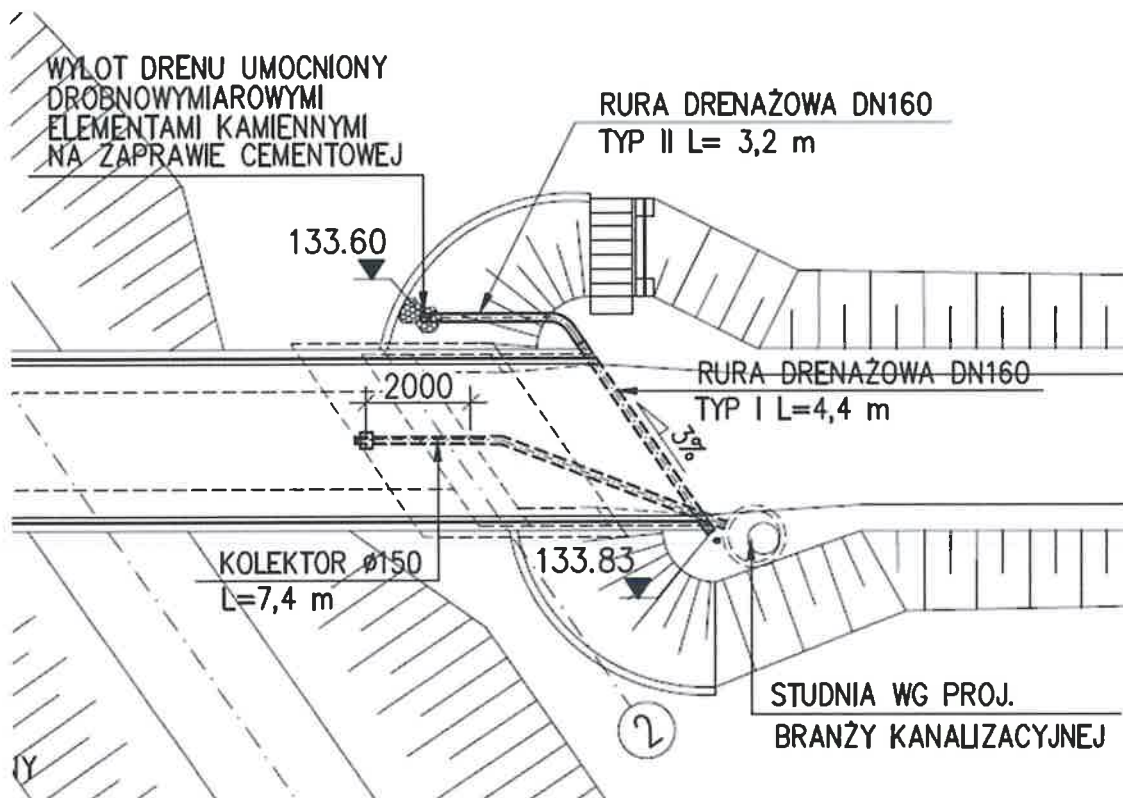 WYLOT DRENU UMOCNIONY
DROBNOWYMIAROWYMI
ELEMENTAMI KAMIENNYMI
NA ZAPRAWIE CEMENTOWEJ
RURA DRENAŻOWA DN160
TYP II L= 3,2 m
133.60
RURA DRENAŻOWA DN160
TYP I L=4,4 m
2000
3%
KOLEKTOR ø150
L=7,4 m
133.83
STUDNIA WG PROJ.
BRANŻY KANALIZACYJNEJ
2